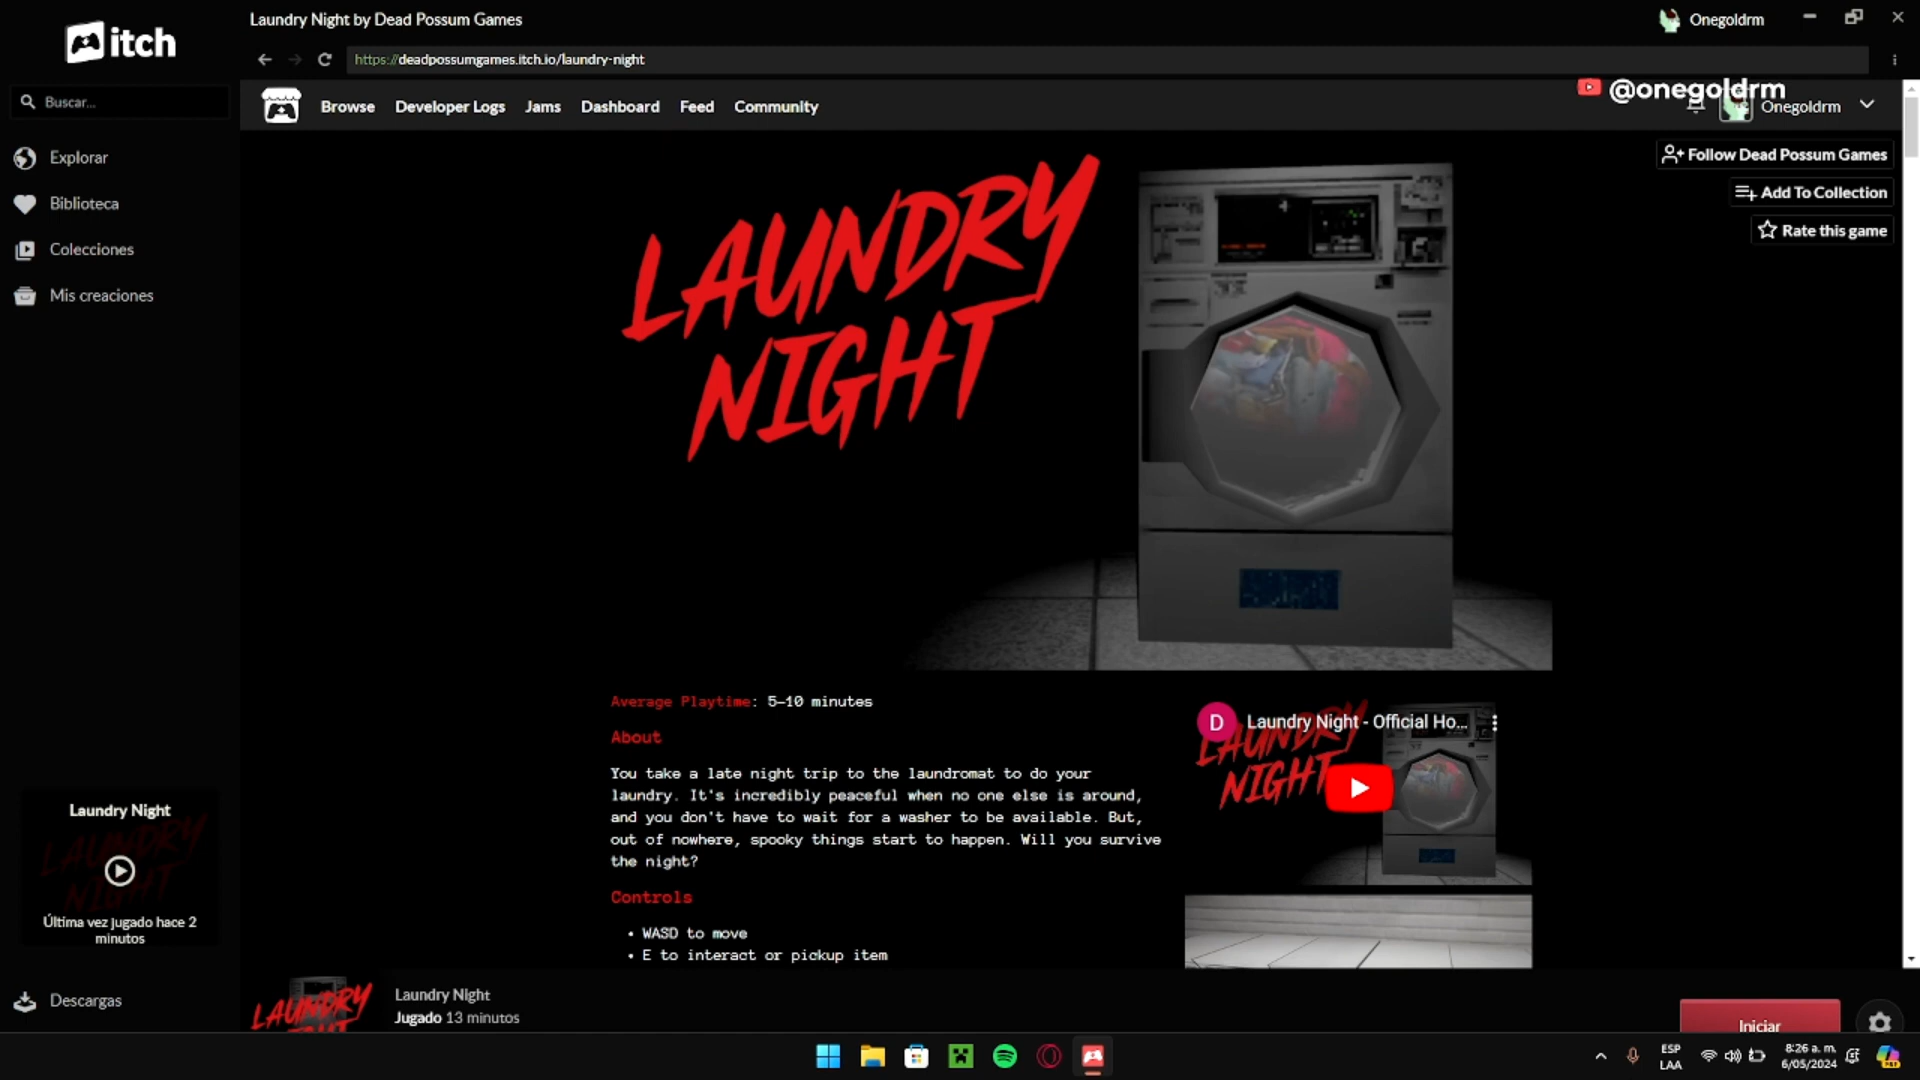 itch
Laundry Night by Dead Possum Games
Onegoldrm
https://deadpossumgames.itch.io/laundry-night
Buscar...
Browse
Developer Logs
Jams
Dashboard
Feed
Community
@onegoldrm
Onegoldrm
Explorar
Biblioteca
Colecciones
Mis creaciones
Follow Dead Possum Games
Add To Collection
Rate this game
LAUNDRY
NIGHT
Average Playtime: 5–10 minutes
About
You take a late night trip to the laundromat to do your
laundry. It's incredibly peaceful when no one else is around,
and you don't have to wait for a washer to be available. But,
out of nowhere, spooky things start to happen. Will you survive
the night?
Controls
• WASD to move
• E to interact or pickup item
D
Laundry Night - Official Ho...
LAUNDRY
NIGHT
Laundry Night
LAUNDRY
NIGHT
Última vez jugado hace 2
minutos
Descargas
LAUNDRY
Laundry Night
Jugado 13 minutos
Iniciar
ESP
LAA
8:26 a. m.
6/05/2024